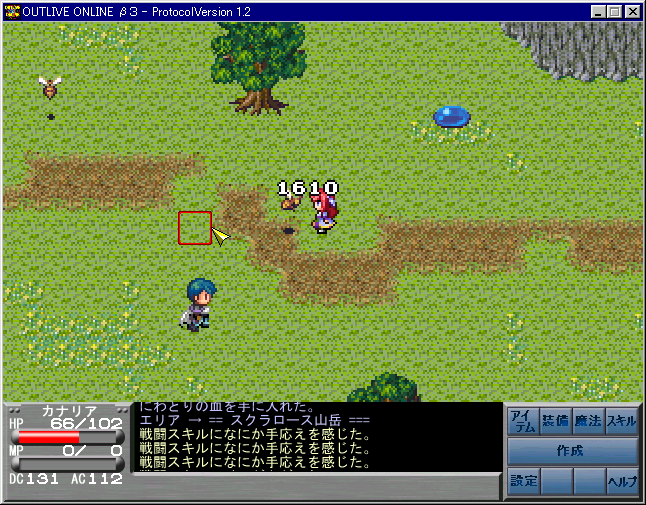 OUTLIVE ONLINE β3 - ProtocolVersion 1.2
16 10
カナリア
HP 66/102
MP 0/ 0
DC131 AC112
にわとりの皿を手に入れた。
エリア → == スクラロース山岳 ===
戦闘スキルになにか手応えを感じた。
戦闘スキルになにか手応えを感じた。
戦闘スキルになにか手応えを感じた。
アイテム 装備 魔法 スキル
作成
設定 ヘルプ